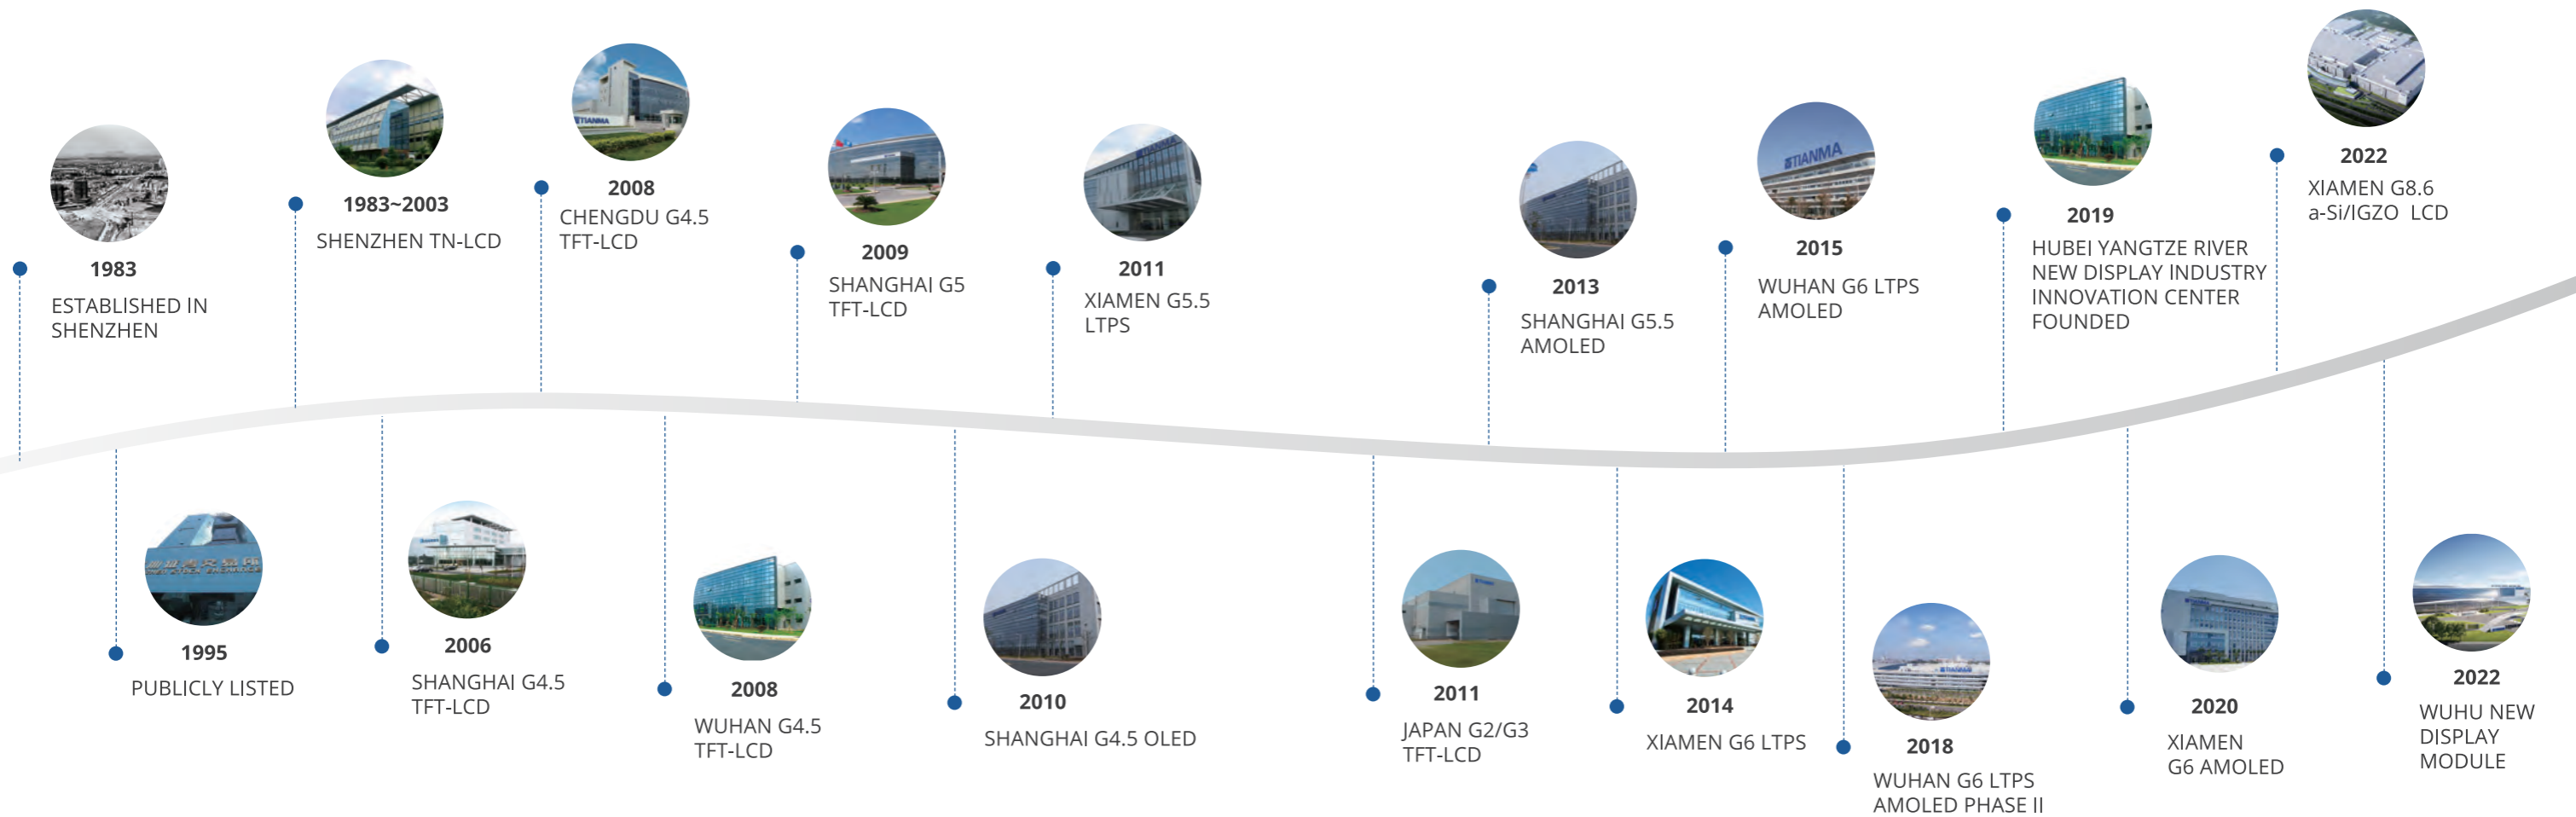 1983
ESTABLISHED IN
SHENZHEN
1995
PUBLICLY LISTED
1983~2003
SHENZHEN TN-LCD
2006
SHANGHAI G4.5
TFT-LCD
TIANMA
2008
CHENGDU G4.5
TFT-LCD
2008
WUHAN G4.5
TFT-LCD
2009
SHANGHAI G5
TFT-LCD
2010
SHANGHAI G4.5 OLED
TIANMA
2011
XIAMEN G5.5
LTPS
2011
JAPAN G2/G3
TFT-LCD
2013
SHANGHAI G5.5
AMOLED
2014
XIAMEN G6 LTPS
TIANMA
2015
WUHAN G6 LTPS
AMOLED
TIANMA
2018
WUHAN G6 LTPS
AMOLED PHASE II
2019
HUBEI YANGTZE RIVER
NEW DISPLAY INDUSTRY
INNOVATION CENTER
FOUNDED
2020
XIAMEN
G6 AMOLED
2022
XIAMEN G8.6
a-Si/IGZO LCD
2022
WUHU NEW
DISPLAY
MODULE